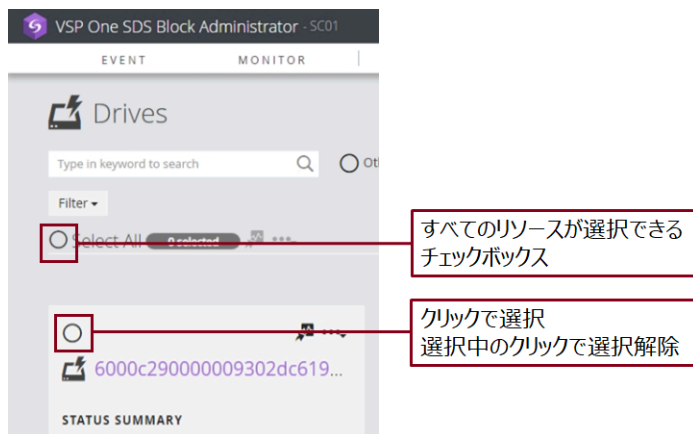 VSP One SDS Block Administrator - SC01
EVENT MONITOR
Drives
Type in keyword to search
Filter
Select All 0 selected
すべてのリソースが選択できる
チェックボックス
クリックで選択
選択中のクリックで選択解除
6000c290000009302dc619...
STATUS SUMMARY